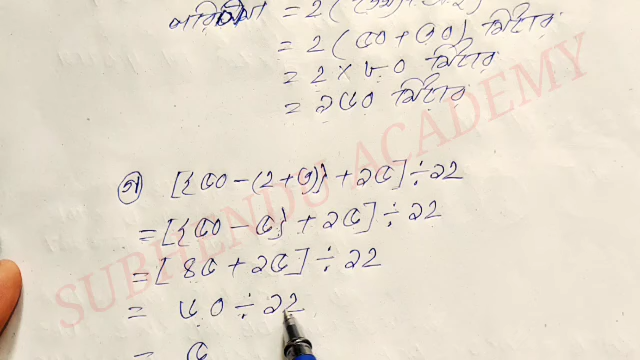 পরিসীমা = ২ (
= ২ (৫০ + ৩০) মিটার
= ২ × ৮০ মিটার
= ১৬০ মিটার
গ [{৫০ − (২+৩)} + ১৫] ÷ ১২
= [{৫০ − ৫} + ১৫] ÷ ১২
= [৪৫ + ১৫] ÷ ১২
= ৬০ ÷ ১২
= ৫
SUBHENDU ACADEMY